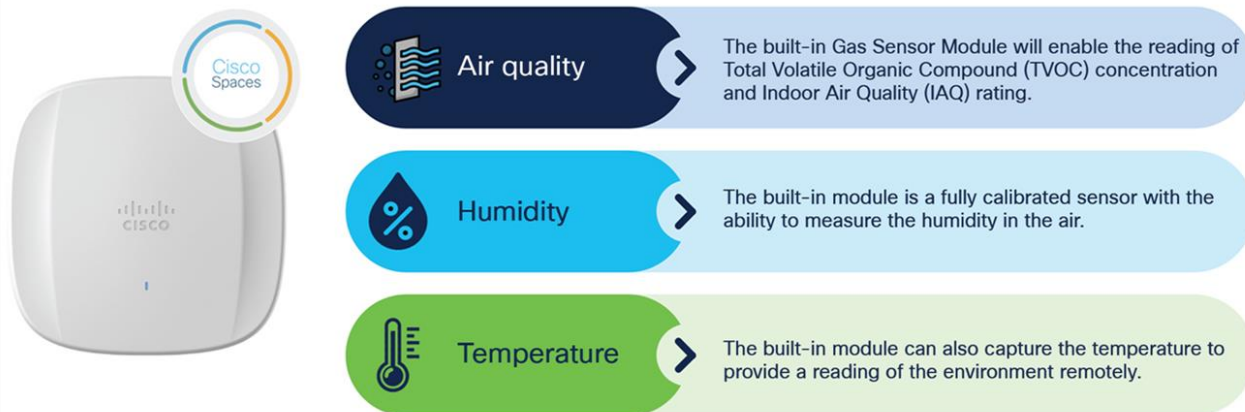 Cisco
Spaces
CISCO
Air quality
The built-in Gas Sensor Module will enable the reading of
Total Volatile Organic Compound (TVOC) concentration
and Indoor Air Quality (IAQ) rating.
%
Humidity
The built-in module is a fully calibrated sensor with the
ability to measure the humidity in the air.
Temperature
The built-in module can also capture the temperature to
provide a reading of the environment remotely.